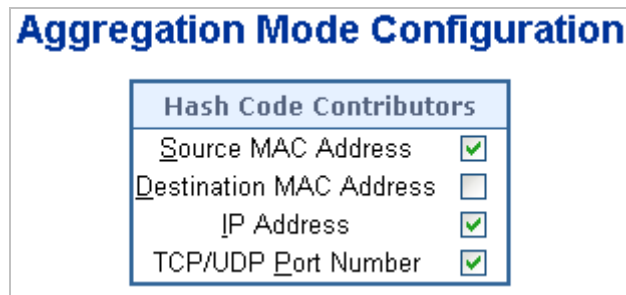 Aggregation Mode Configuration
Hash Code Contributors
Source MAC Address
Destination MAC Address
IP Address
TCP/UDP Port Number